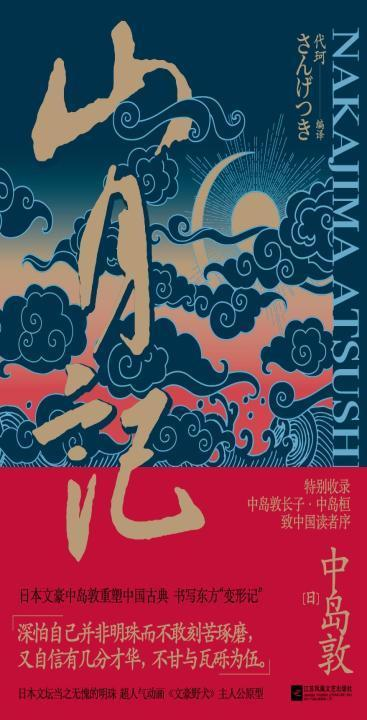 山月记
さんげつき
代珂 编译
NAKAJIMA ATSUSHI
特别收录
中岛敦长子·中岛桓
致中国读者序
[日]
中岛敦
日本文豪中岛敦重塑中国古典 书写东方“变形记”
「深怕自己并非明珠而不敢刻苦琢磨，
又自信有几分才华，不甘与瓦砾为伍。」
日本文坛当之无愧的明珠 超人气动画《文豪野犬》主人公原型
江苏凤凰文艺出版社